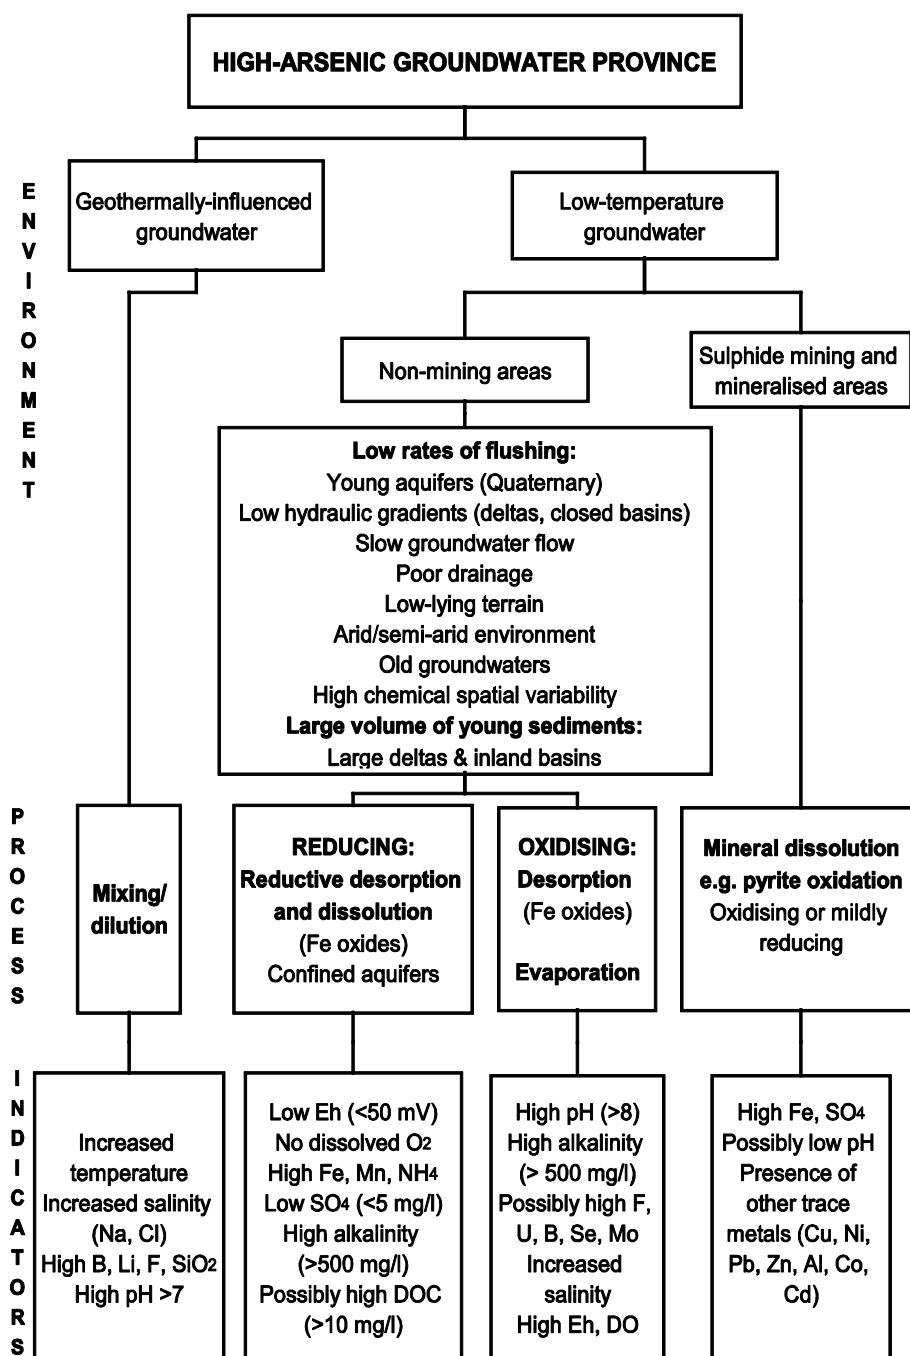 HIGH-ARSENIC GROUNDWATER PROVINCE
ENVIRONMENT
Geothermally-influenced
groundwater
Low-temperature
groundwater
Non-mining areas
Sulphide mining and
mineralised areas
Low rates of flushing:
Young aquifers (Quaternary)
Low hydraulic gradients (deltas, closed basins)
Slow groundwater flow
Poor drainage
Low-lying terrain
Arid/semi-arid environment
Old groundwaters
High chemical spatial variability
Large volume of young sediments:
Large deltas & inland basins
PROCESS
Mixing/
dilution
REDUCING:
Reductive desorption
and dissolution
(Fe oxides)
Confined aquifers
OXIDISING:
Desorption
(Fe oxides)
Evaporation
Mineral dissolution
e.g. pyrite oxidation
Oxidising or mildly
reducing
INDICATORS
Increased
temperature
Increased salinity
(Na, Cl)
High B, Li, F, SiO2
High pH >7
Low Eh (<50 mV)
No dissolved O2
High Fe, Mn, NH4
Low SO4 (<5 mg/l)
High alkalinity
(>500 mg/l)
Possibly high DOC
(>10 mg/l)
High pH (>8)
High alkalinity
(> 500 mg/l)
Possibly high F,
U, B, Se, Mo
Increased
salinity
High Eh, DO
High Fe, SO4
Possibly low pH
Presence of
other trace
metals (Cu, Ni,
Pb, Zn, Al, Co,
Cd)